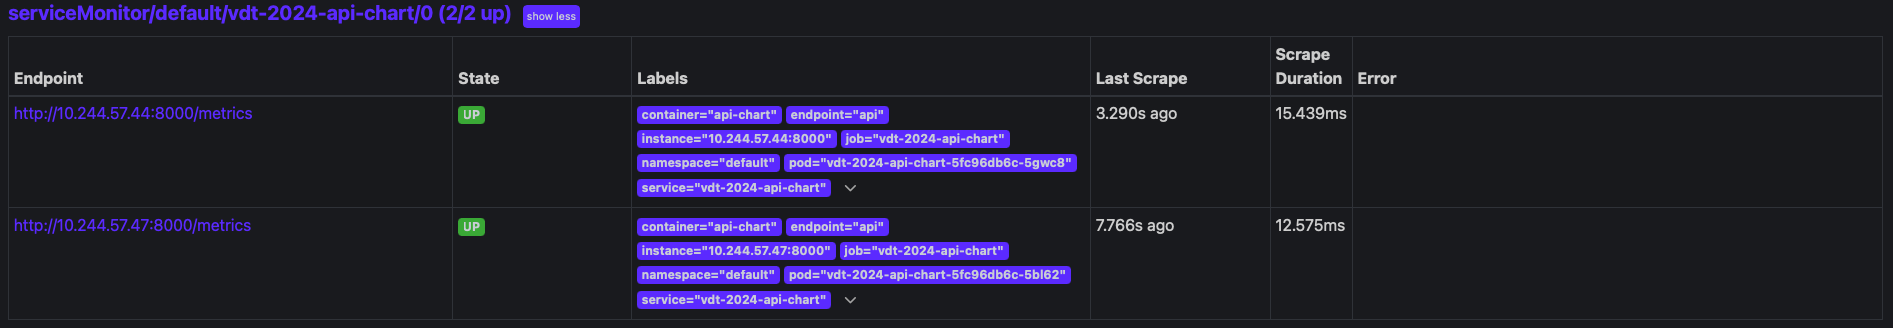 serviceMonitor/default/vdt-2024-api-chart/0 (2/2 up) show less
Endpoint State Labels Last Scrape Scrape Duration Error
http://10.244.57.44:8000/metrics UP container="api-chart" endpoint="api" 3.290s ago 15.439ms
instance="10.244.57.44:8000" job="vdt-2024-api-chart"
namespace="default" pod="vdt-2024-api-chart-5fc96db6c-5gwc8"
service="vdt-2024-api-chart"
http://10.244.57.47:8000/metrics UP container="api-chart" endpoint="api" 7.766s ago 12.575ms
instance="10.244.57.47:8000" job="vdt-2024-api-chart"
namespace="default" pod="vdt-2024-api-chart-5fc96db6c-5bl62"
service="vdt-2024-api-chart"